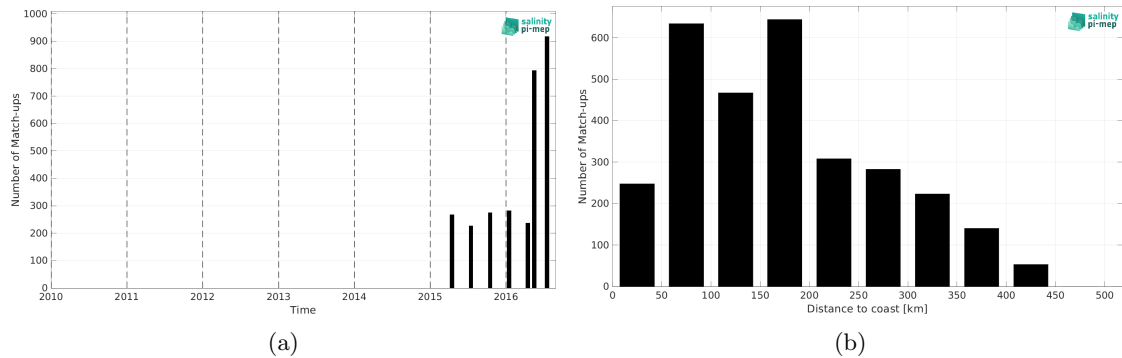 1000
900
800
700
600
500
400
300
200
100
0
Number of Match-ups
2010 2011 2012 2013 2014 2015 2016
Time
salinity
pi-mep
(a)
600
500
400
300
200
100
0
Number of Match-ups
0 50 100 150 200 250 300 350 400 450 500
Distance to coast [km]
salinity
pi-mep
(b)